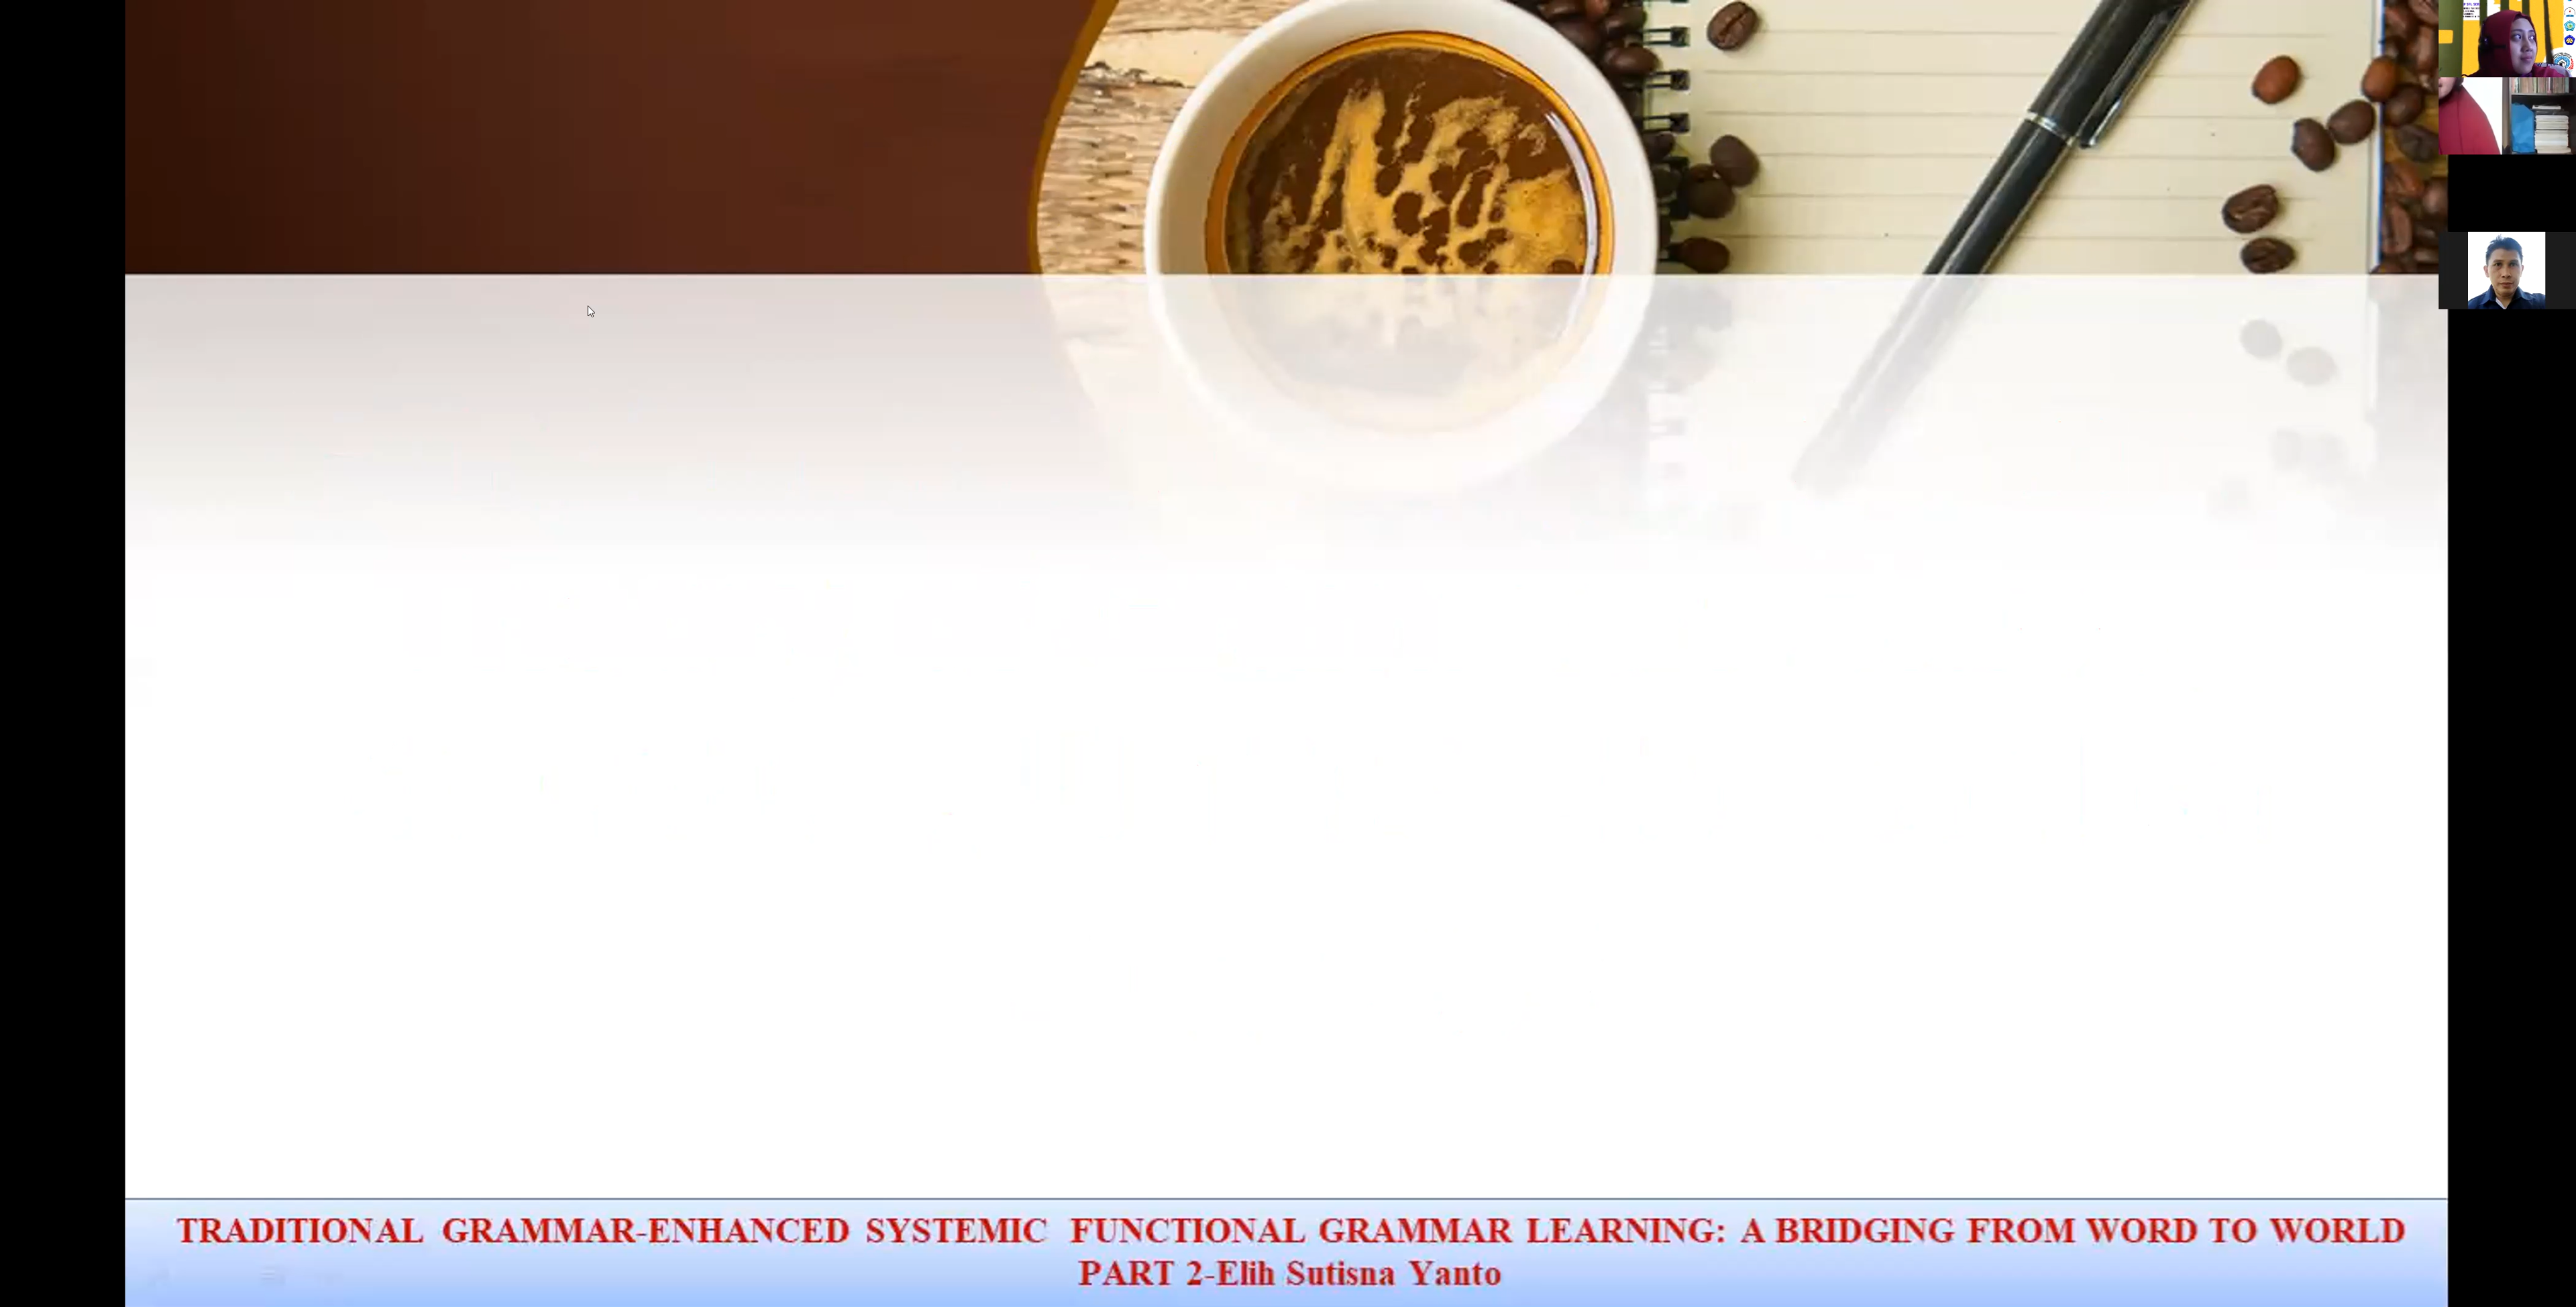 TRADITIONAL GRAMMAR-ENHANCED SYSTEMIC FUNCTIONAL GRAMMAR LEARNING: A BRIDGING FROM WORD TO WORLD
PART 2-Elih Sutisna Yanto